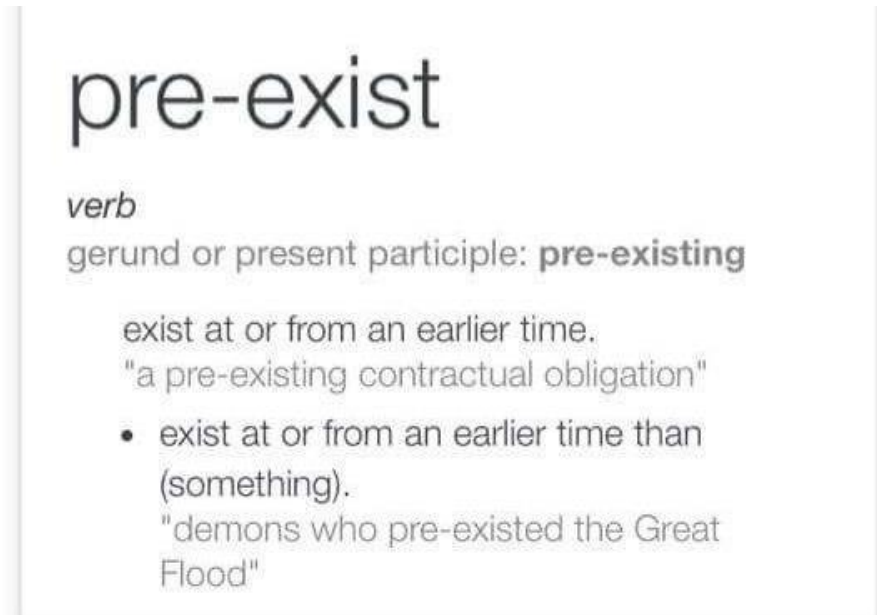 pre-exist
verb
gerund or present participle: pre-existing
exist at or from an earlier time.
"a pre-existing contractual obligation"
• exist at or from an earlier time than
(something).
"demons who pre-existed the Great
Flood"